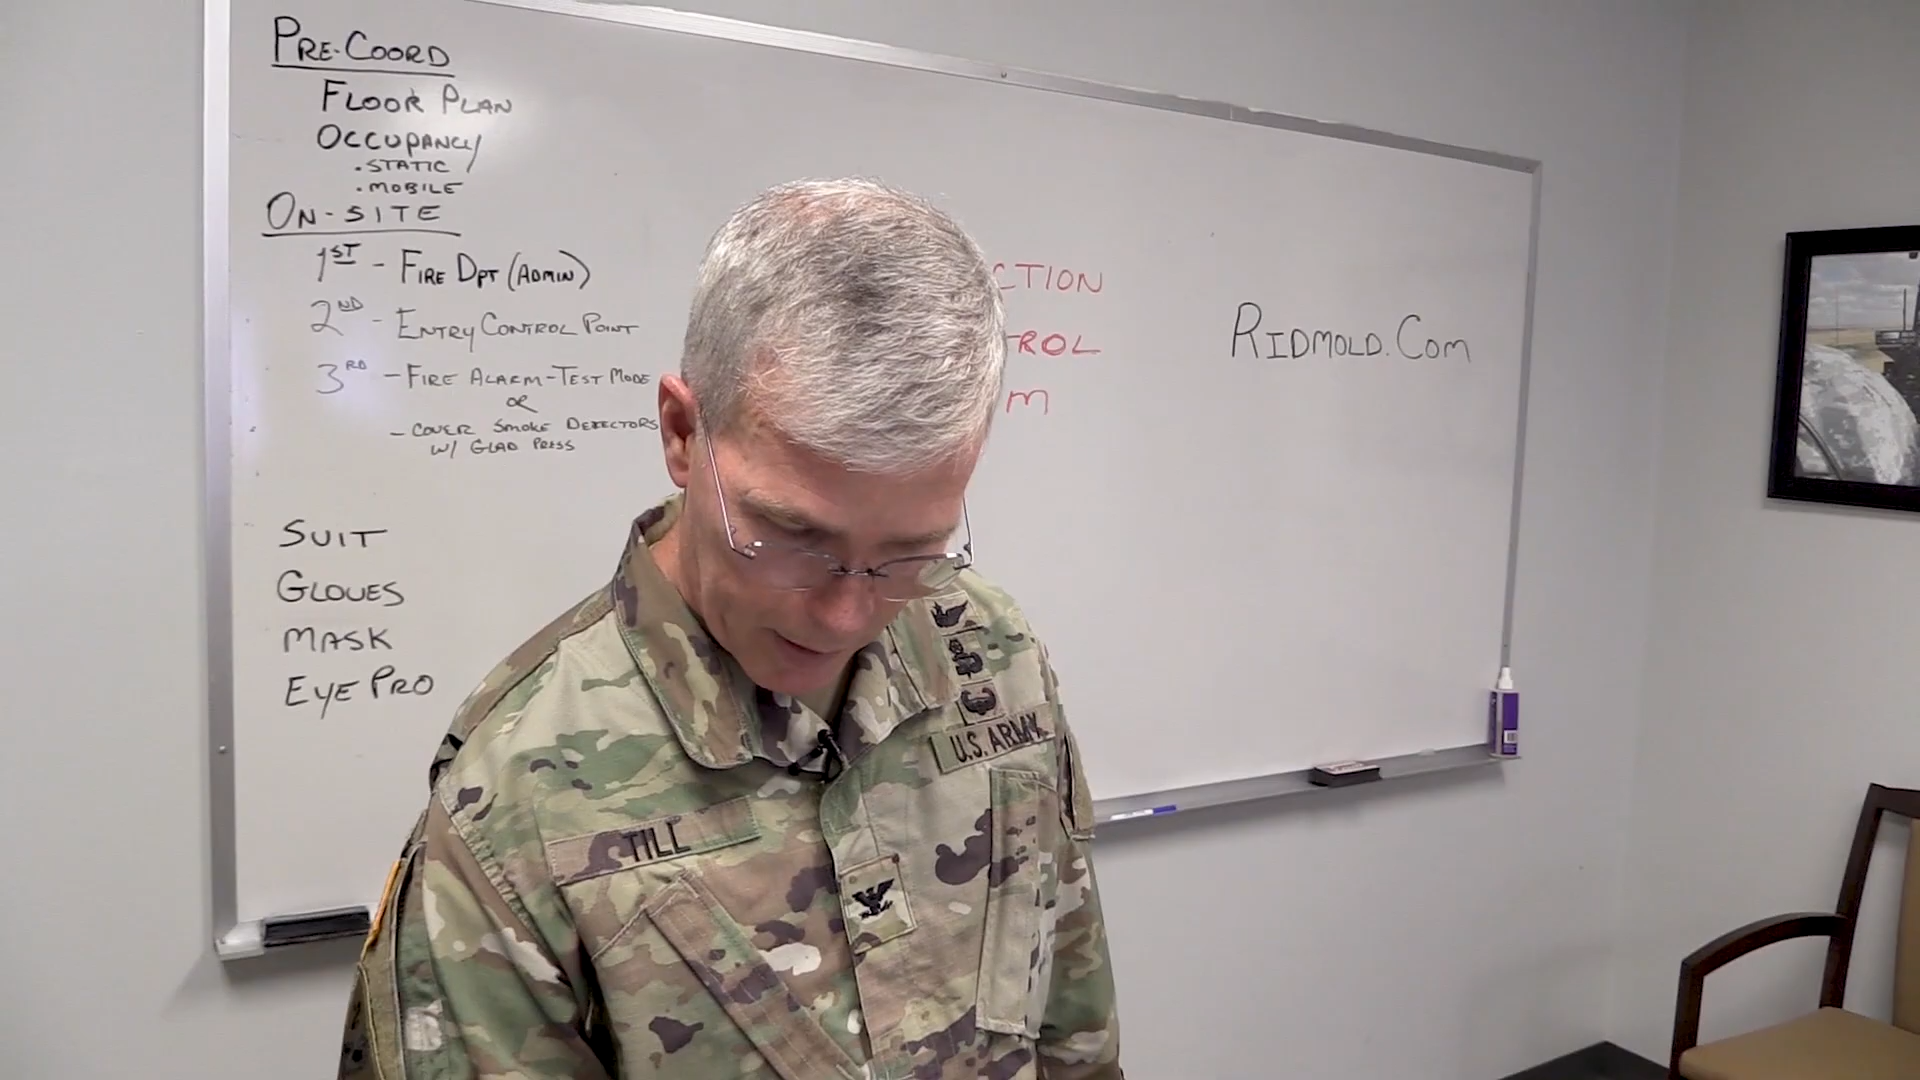 PRE-COORD
FLOOR PLAN
OCCUPANCY
. STATIC
. MOBILE
ON-SITE
1ST - FIRE DPT (ADMIN)
2ND - ENTRY CONTROL POINT
3RD - FIRE ALARM-TEST MODE
OR
- COVER SMOKE DETECTORS
W/ GLAD PRESS
SUIT
GLOVES
MASK
EYE PRO
CTION
ROL
M
RIDMOLD.COM
U.S. ARMY
TILL